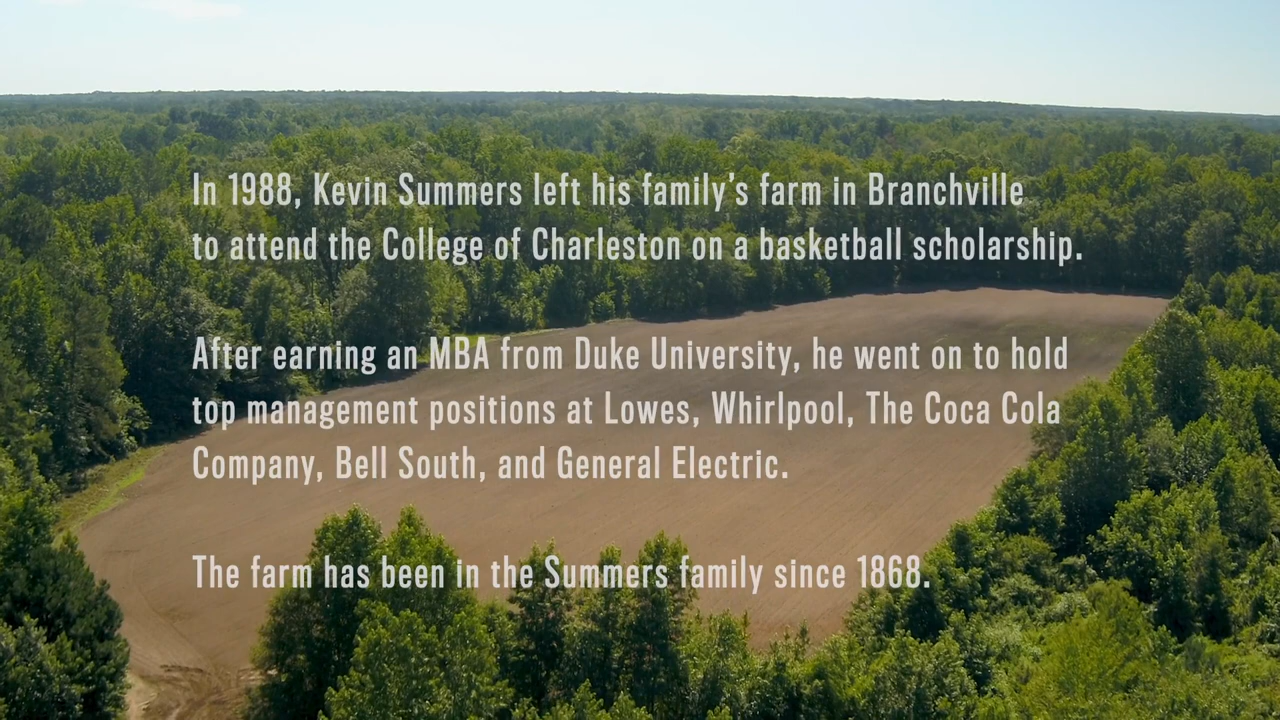 In 1988, Kevin Summers left his family's farm in Branchville
to attend the College of Charleston on a basketball scholarship.
After earning an MBA from Duke University, he went on to hold
top management positions at Lowes, Whirlpool, The Coca Cola
Company, Bell South, and General Electric.
The farm has been in the Summers family since 1868.